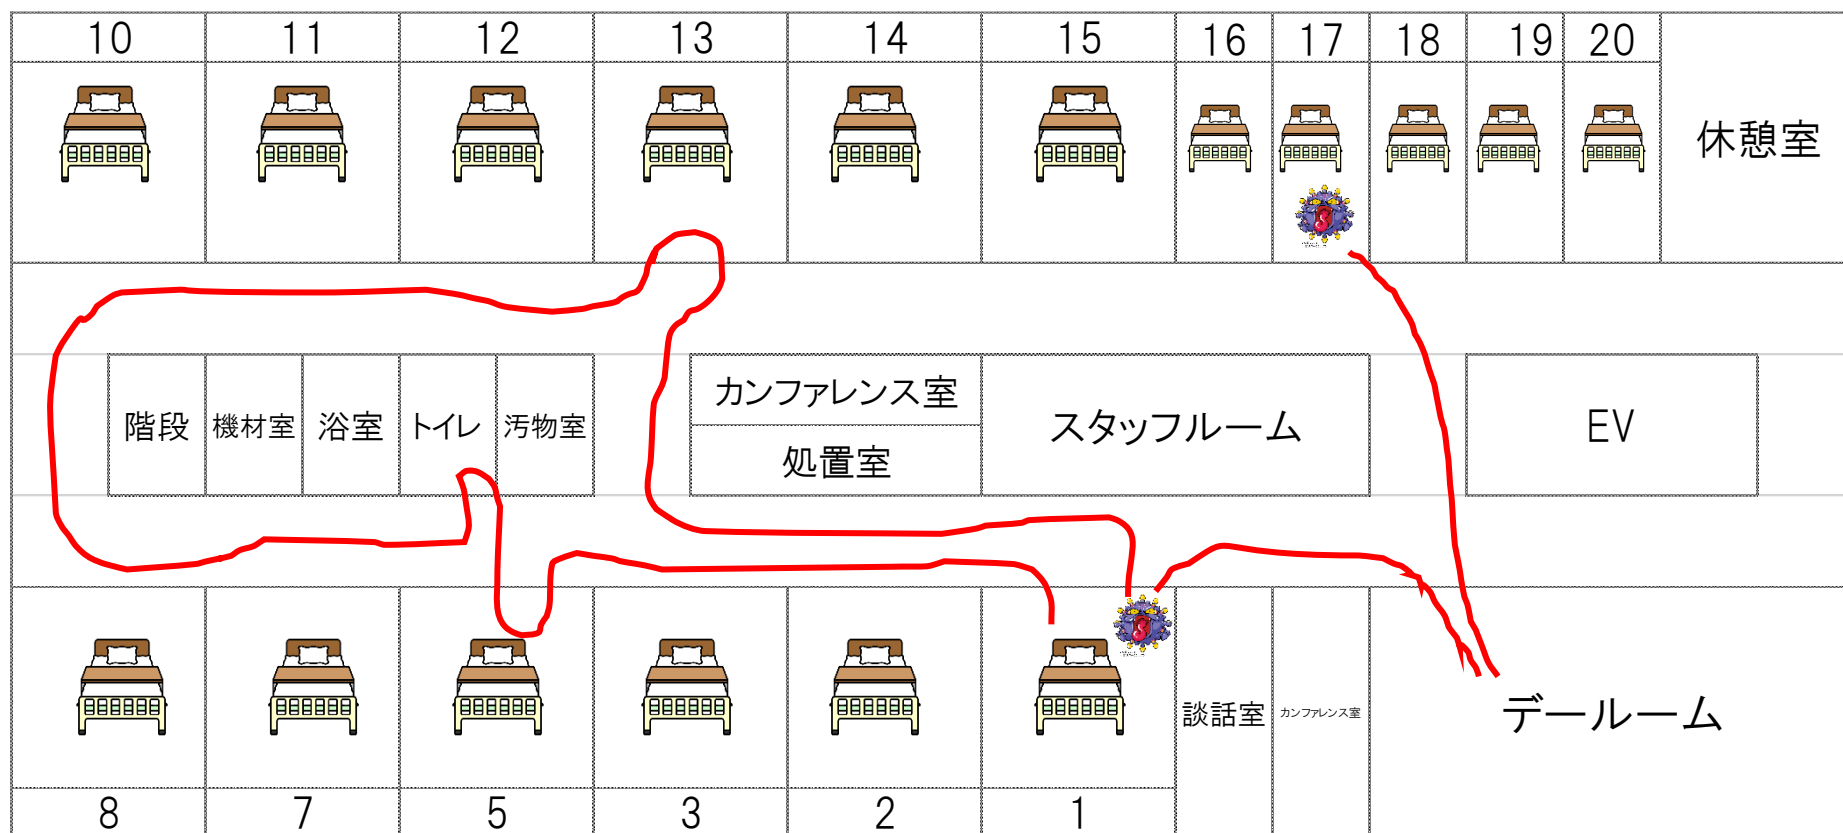 10 11 12 13 14 15 16 17 18 19 20
休憩室
階段 機材室 浴室 トイレ 汚物室 カンファレンス室 スタッフルーム EV
処置室
談話室 カンファレンス室 デールーム
8 7 5 3 2 1